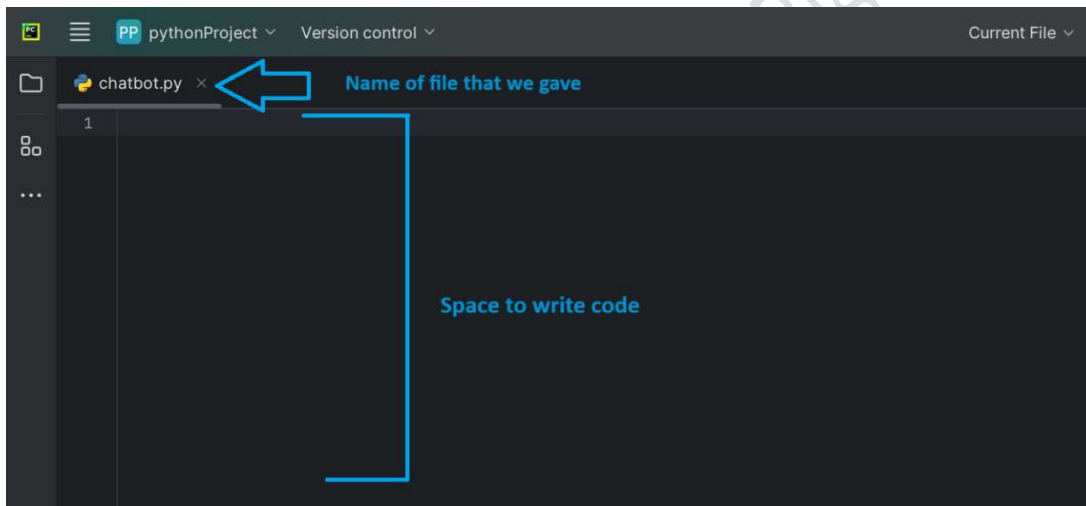 PC
PP pythonProject Version control Current File
chatbot.py Name of file that we gave
1
Space to write code